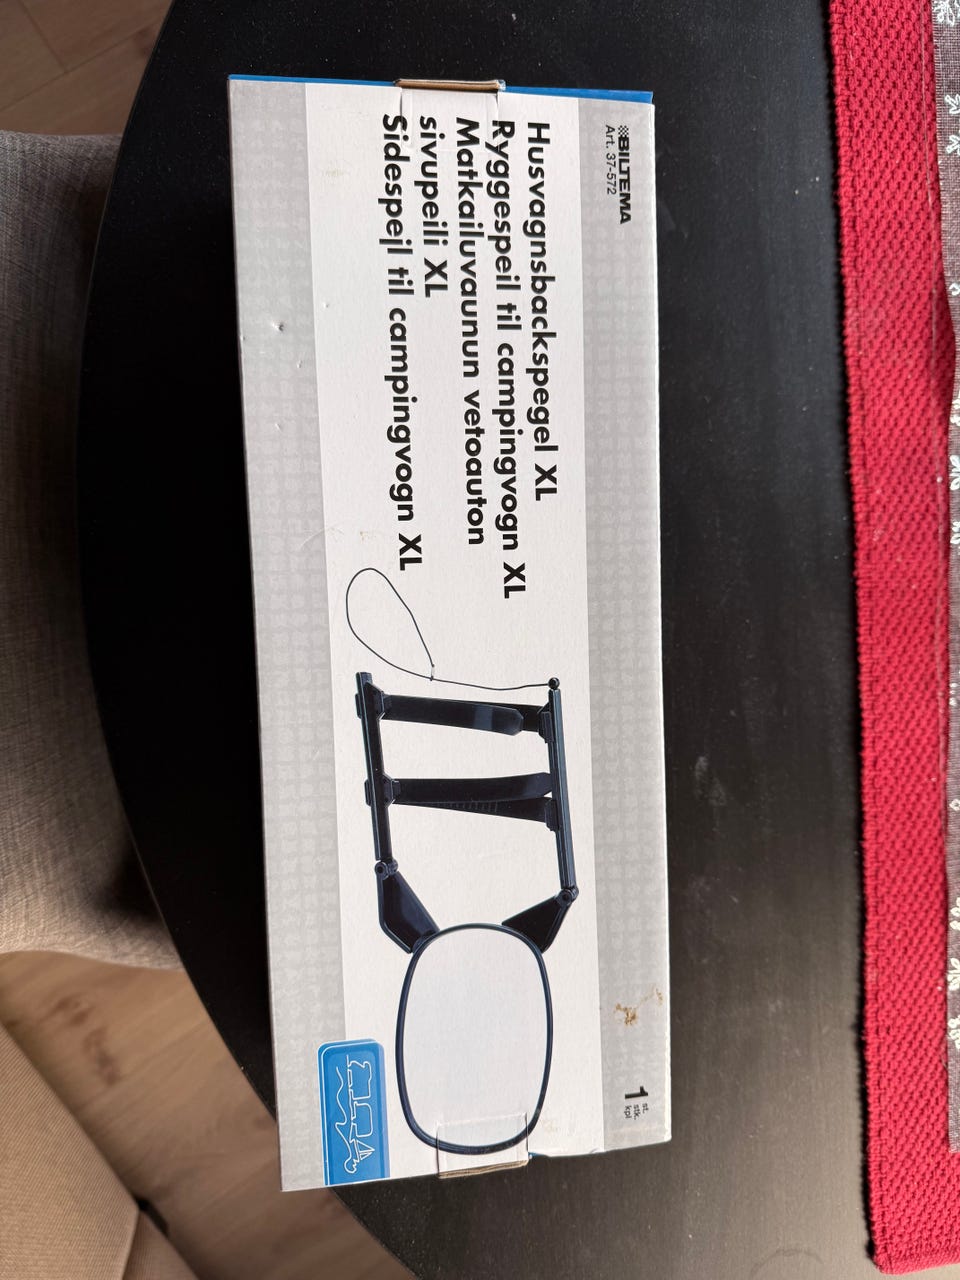 BILTEMA
Art. 37-572
Husvagnsbackspegel XL
Ryggespeil til campingvogn XL
Matkailuvaunun vetoauton
sivupeili XL
Sidespejl til campingvogn XL
1 st.
stk.
kpl